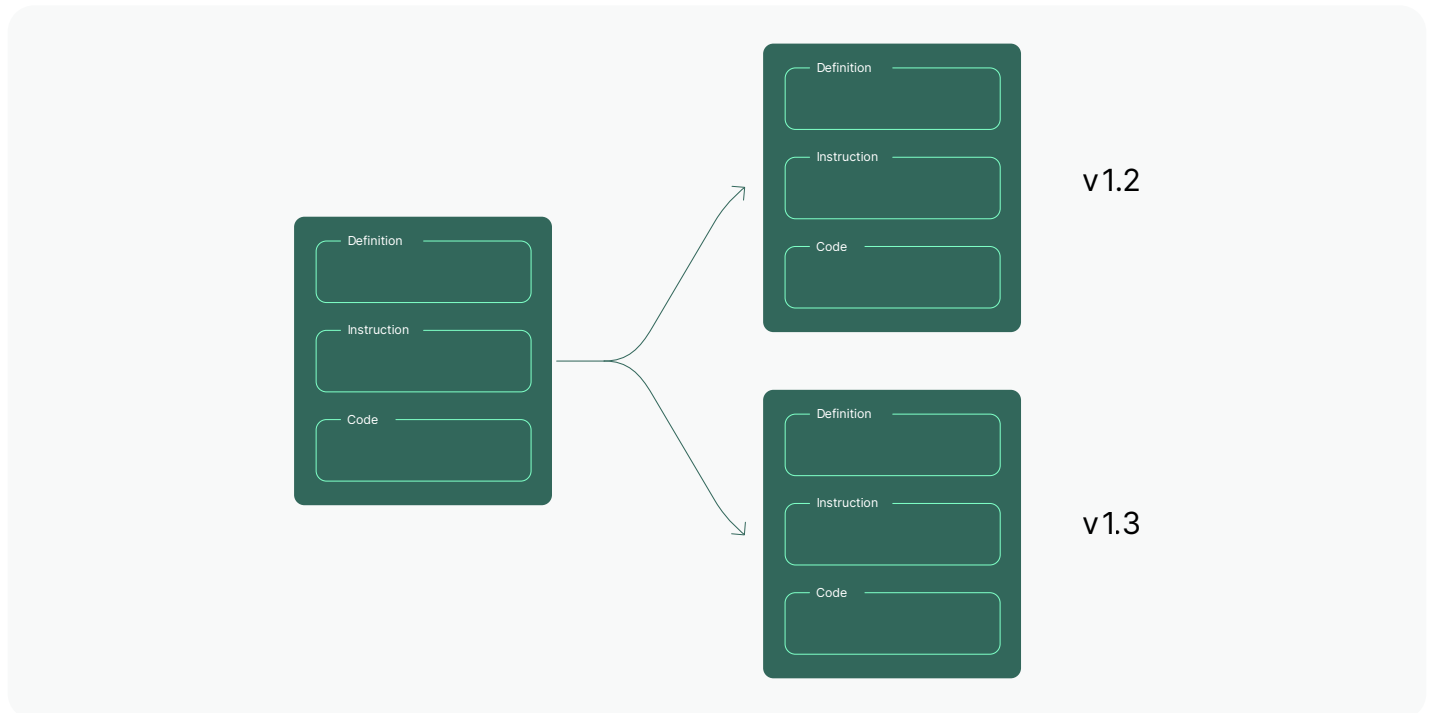 Definition
Instruction
Code
Definition
Instruction
Code
v1.2
Definition
Instruction
Code
v1.3